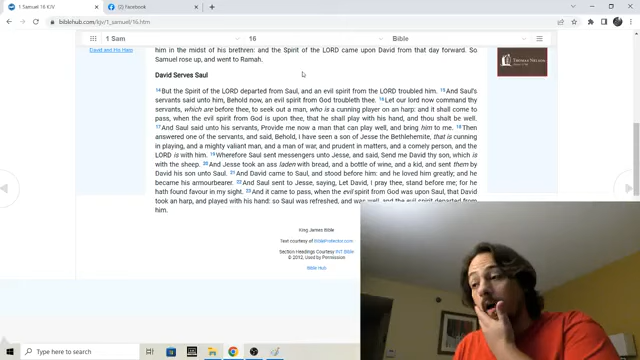 1 Samuel 16 KJV
Facebook
biblehub.com/kjv/1_samuel/16.htm
1 Sam
16
Bible
David and His Harp
him in the midst of his brethren: and the Spirit of the LORD came upon David from that day forward. So
Samuel rose up, and went to Ramah.
THOMAS NELSON
David Serves Saul
14 But the Spirit of the LORD departed from Saul, and an evil spirit from the LORD troubled him. 15 And Saul's
servants said unto him, Behold now, an evil spirit from God troubleth thee. 16 Let our lord now command thy
servants, which are before thee, to seek out a man, who is a cunning player on an harp: and it shall come to
pass, when the evil spirit from God is upon thee, that he shall play with his hand, and thou shalt be well.
17 And Saul said unto his servants, Provide me now a man that can play well, and bring him to me. 18 Then
answered one of the servants, and said, Behold, I have seen a son of Jesse the Bethlehemite, that is cunning
in playing, and a mighty valiant man, and a man of war, and prudent in matters, and a comely person, and
the LORD is with him. 19 Wherefore Saul sent messengers unto Jesse, and said, Send me David thy son, which is
with the sheep. 20 And Jesse took an ass laden with bread, and a bottle of wine, and a kid, and sent them by
David his son unto Saul. 21 And David came to Saul, and stood before him: and he loved him greatly; and he
became his armourbearer. 22 And Saul sent to Jesse, saying, Let David, I pray thee, stand before me; for he
hath found favour in my sight. 23 And it came to pass, when the evil spirit from God was upon Saul, that David
took an harp, and played with his hand: so Saul was refreshed, and was well, and the evil spirit departed from
him.
King James Bible
Text courtesy of BibleProtector.com
Section Headings Courtesy INT Bible
© 2012, Used by Permission
Bible Hub
Type here to search